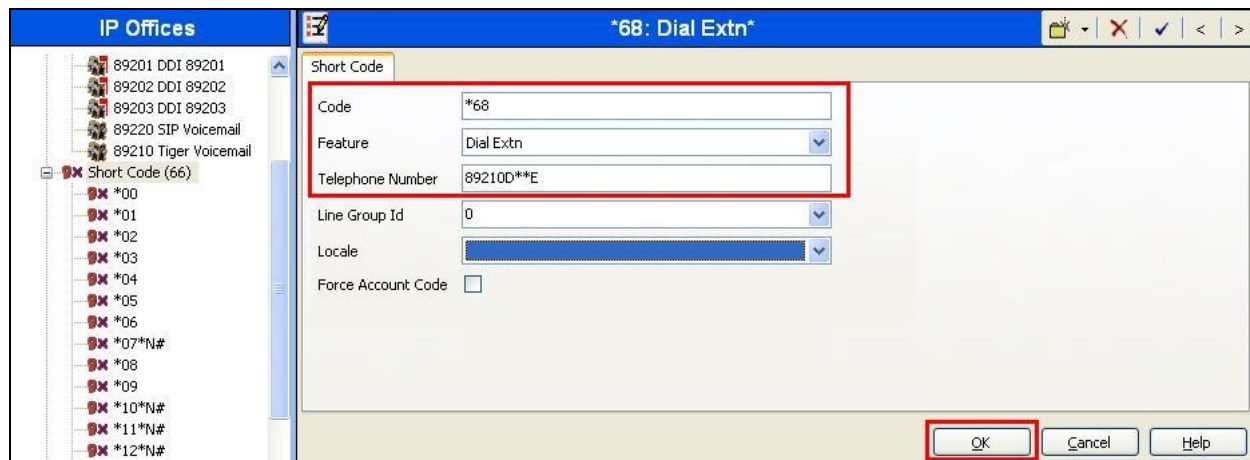 IP Offices
89201 DDI 89201
89202 DDI 89202
89203 DDI 89203
89220 SIP Voicemail
89210 Tiger Voicemail
Short Code (66)
*00
*01
*02
*03
*04
*05
*06
*07*N#
*08
*09
*10*N#
*11*N#
*12*N#
*68: Dial Extn*
Short Code
Code *68
Feature Dial Extn
Telephone Number 89210D**E
Line Group Id 0
Locale
Force Account Code
OK Cancel Help